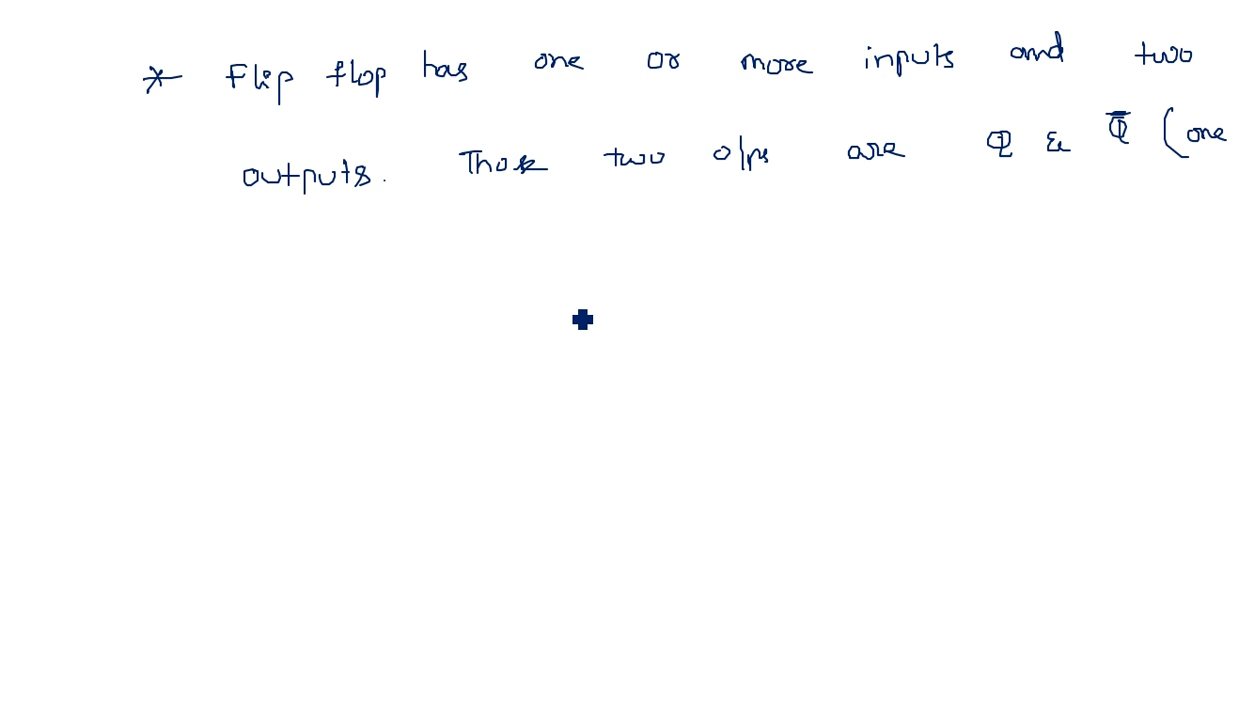 * Flip flop has one or more inputs and two
outputs. Those two o/ps are Q & Q̅ (one